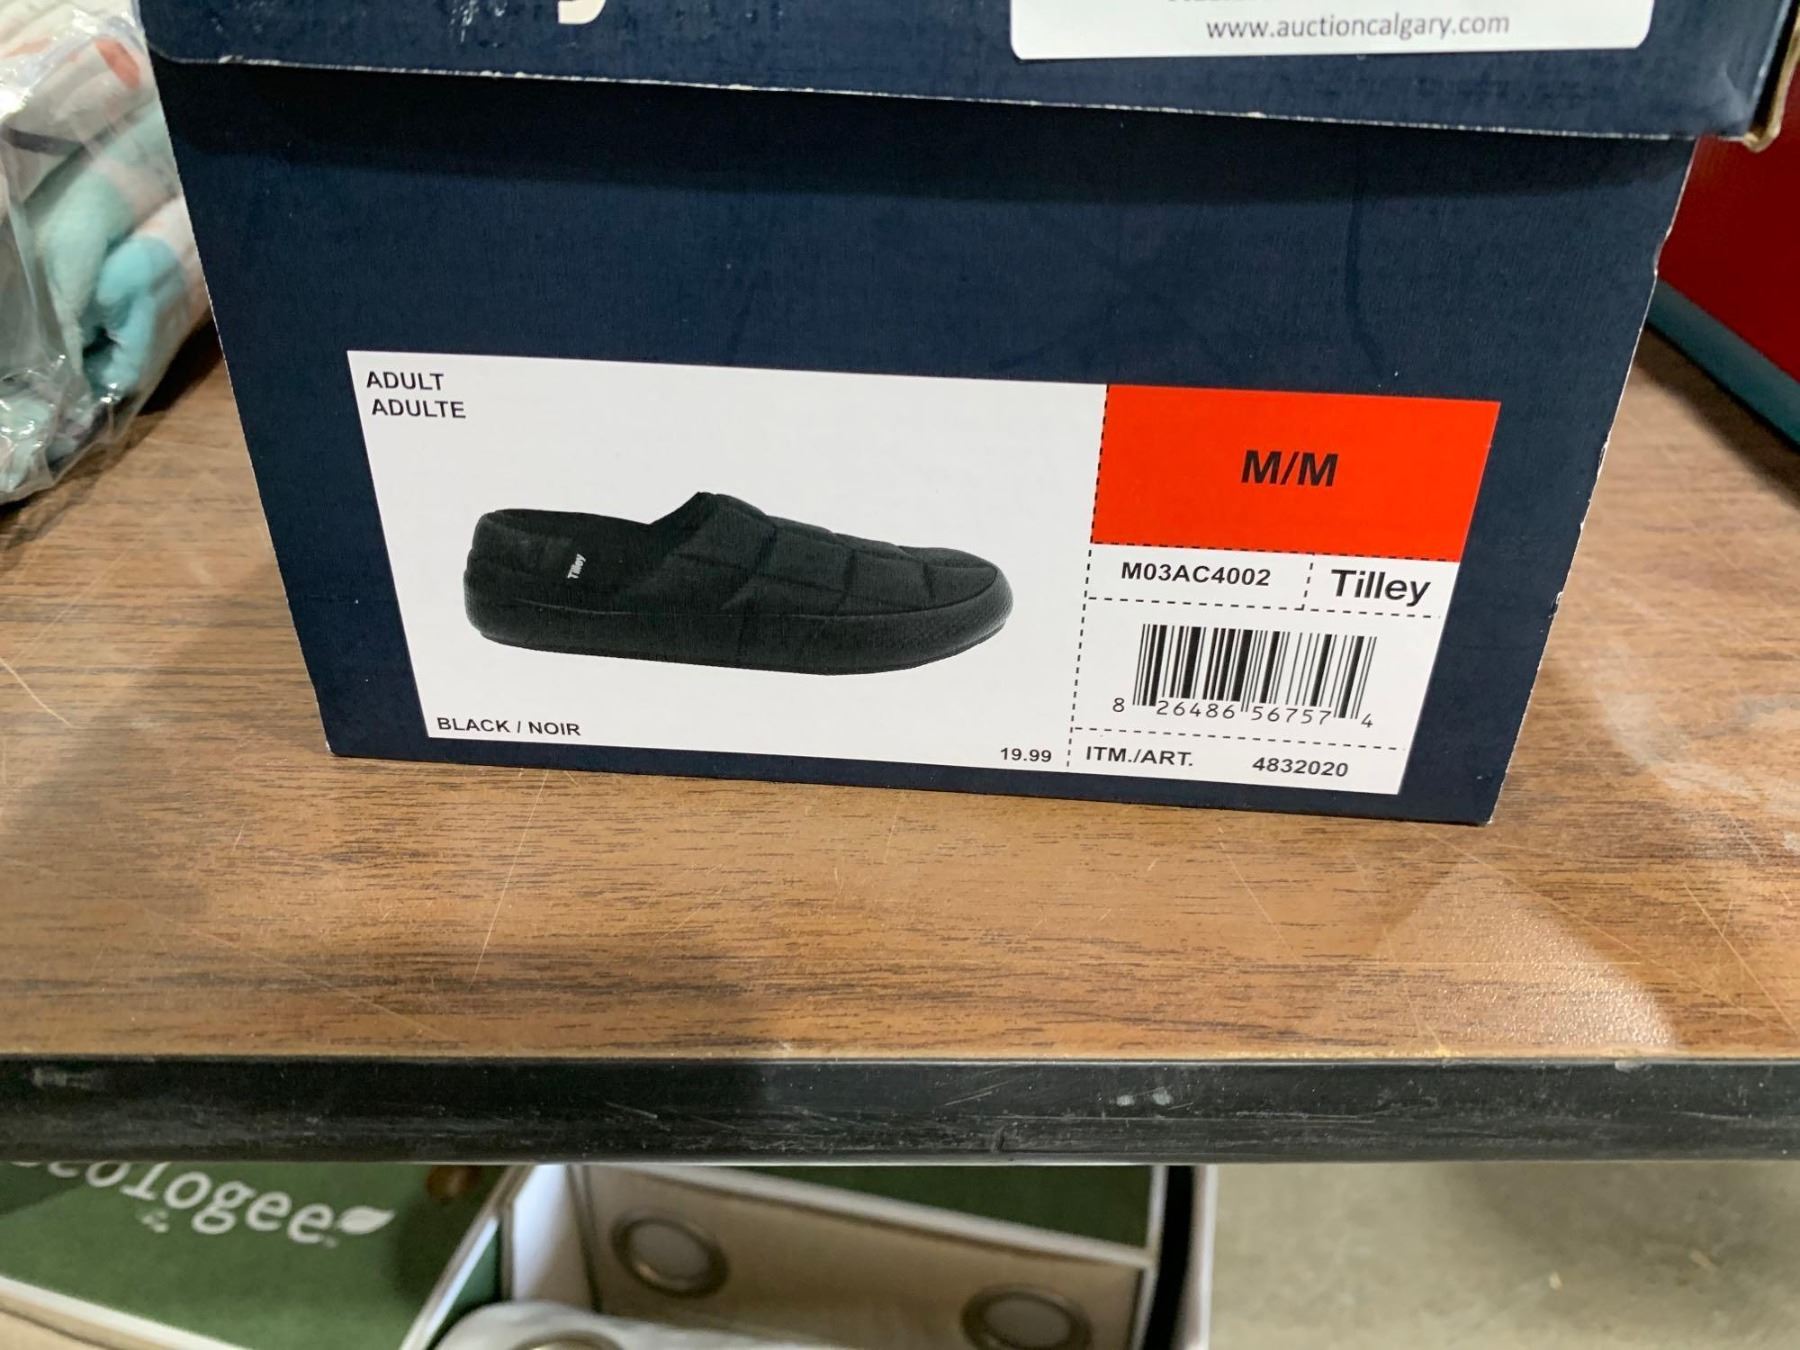 www.auctioncalgary.com
ADULT
ADULTE
M/M
Tilley
M03AC4002
Tilley
8 26486 56757 4
BLACK / NOIR
19.99
ITM./ART. 4832020
ecologee